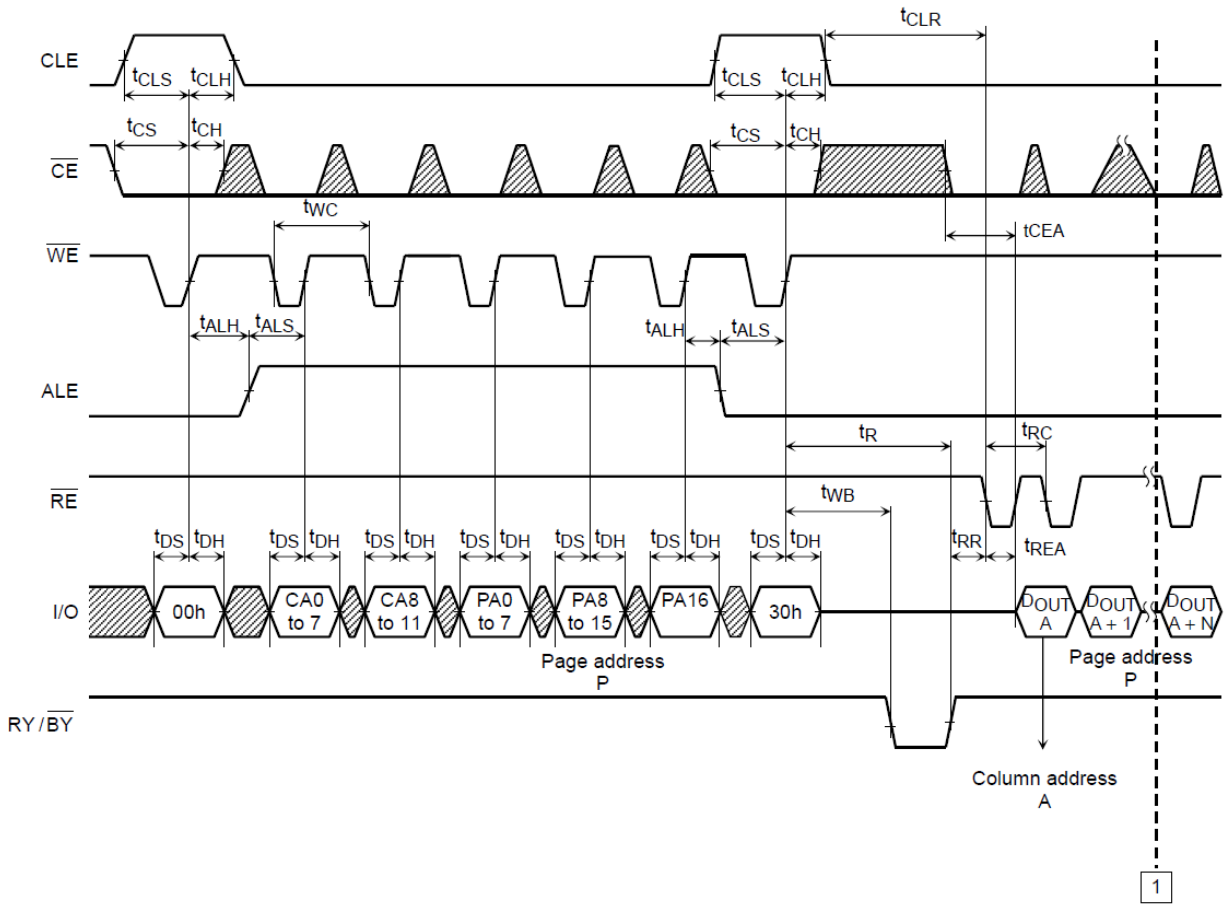 tCLR
CLE
tCLS tCLH tCLS tCLH
tCS tCH tCS tCH
CE
tWC
tCEA
WE
tALH tALS tALH tALS
ALE
tR tRC
RE
tWB
tDS tDH tDS tDH tDS tDH tDS tDH tDS tDH tDS tDH tDS tDH tRR tREA
I/O
00h
CA0 to 7
CA8 to 11
PA0 to 7
PA8 to 15
PA16
30h
DOUT A
DOUT A + 1
DOUT A + N
Page address
P
Page address
P
RY / BY
Column address
A
1